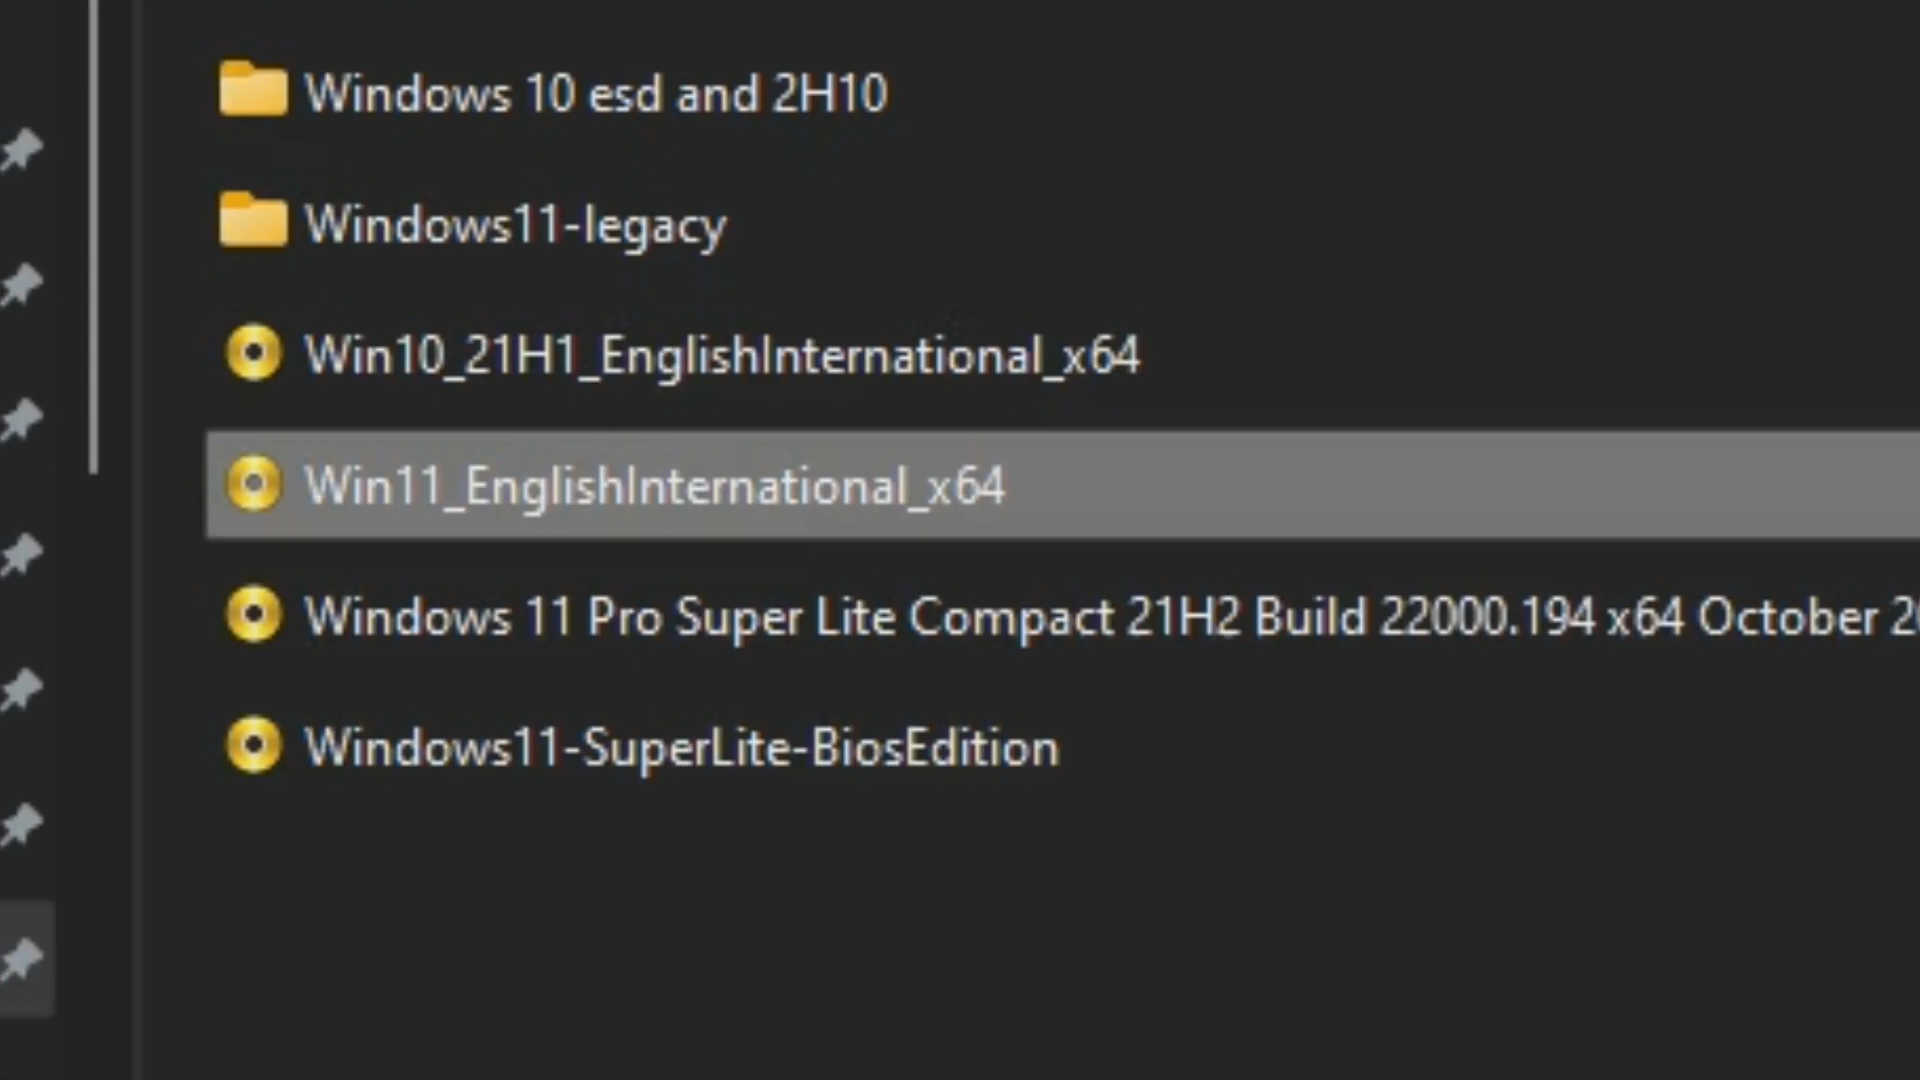 Windows 10 esd and 2H10
Windows11-legacy
Win10_21H1_EnglishInternational_x64
Win11_EnglishInternational_x64
Windows 11 Pro Super Lite Compact 21H2 Build 22000.194 x64 October
Windows11-SuperLite-BiosEdition